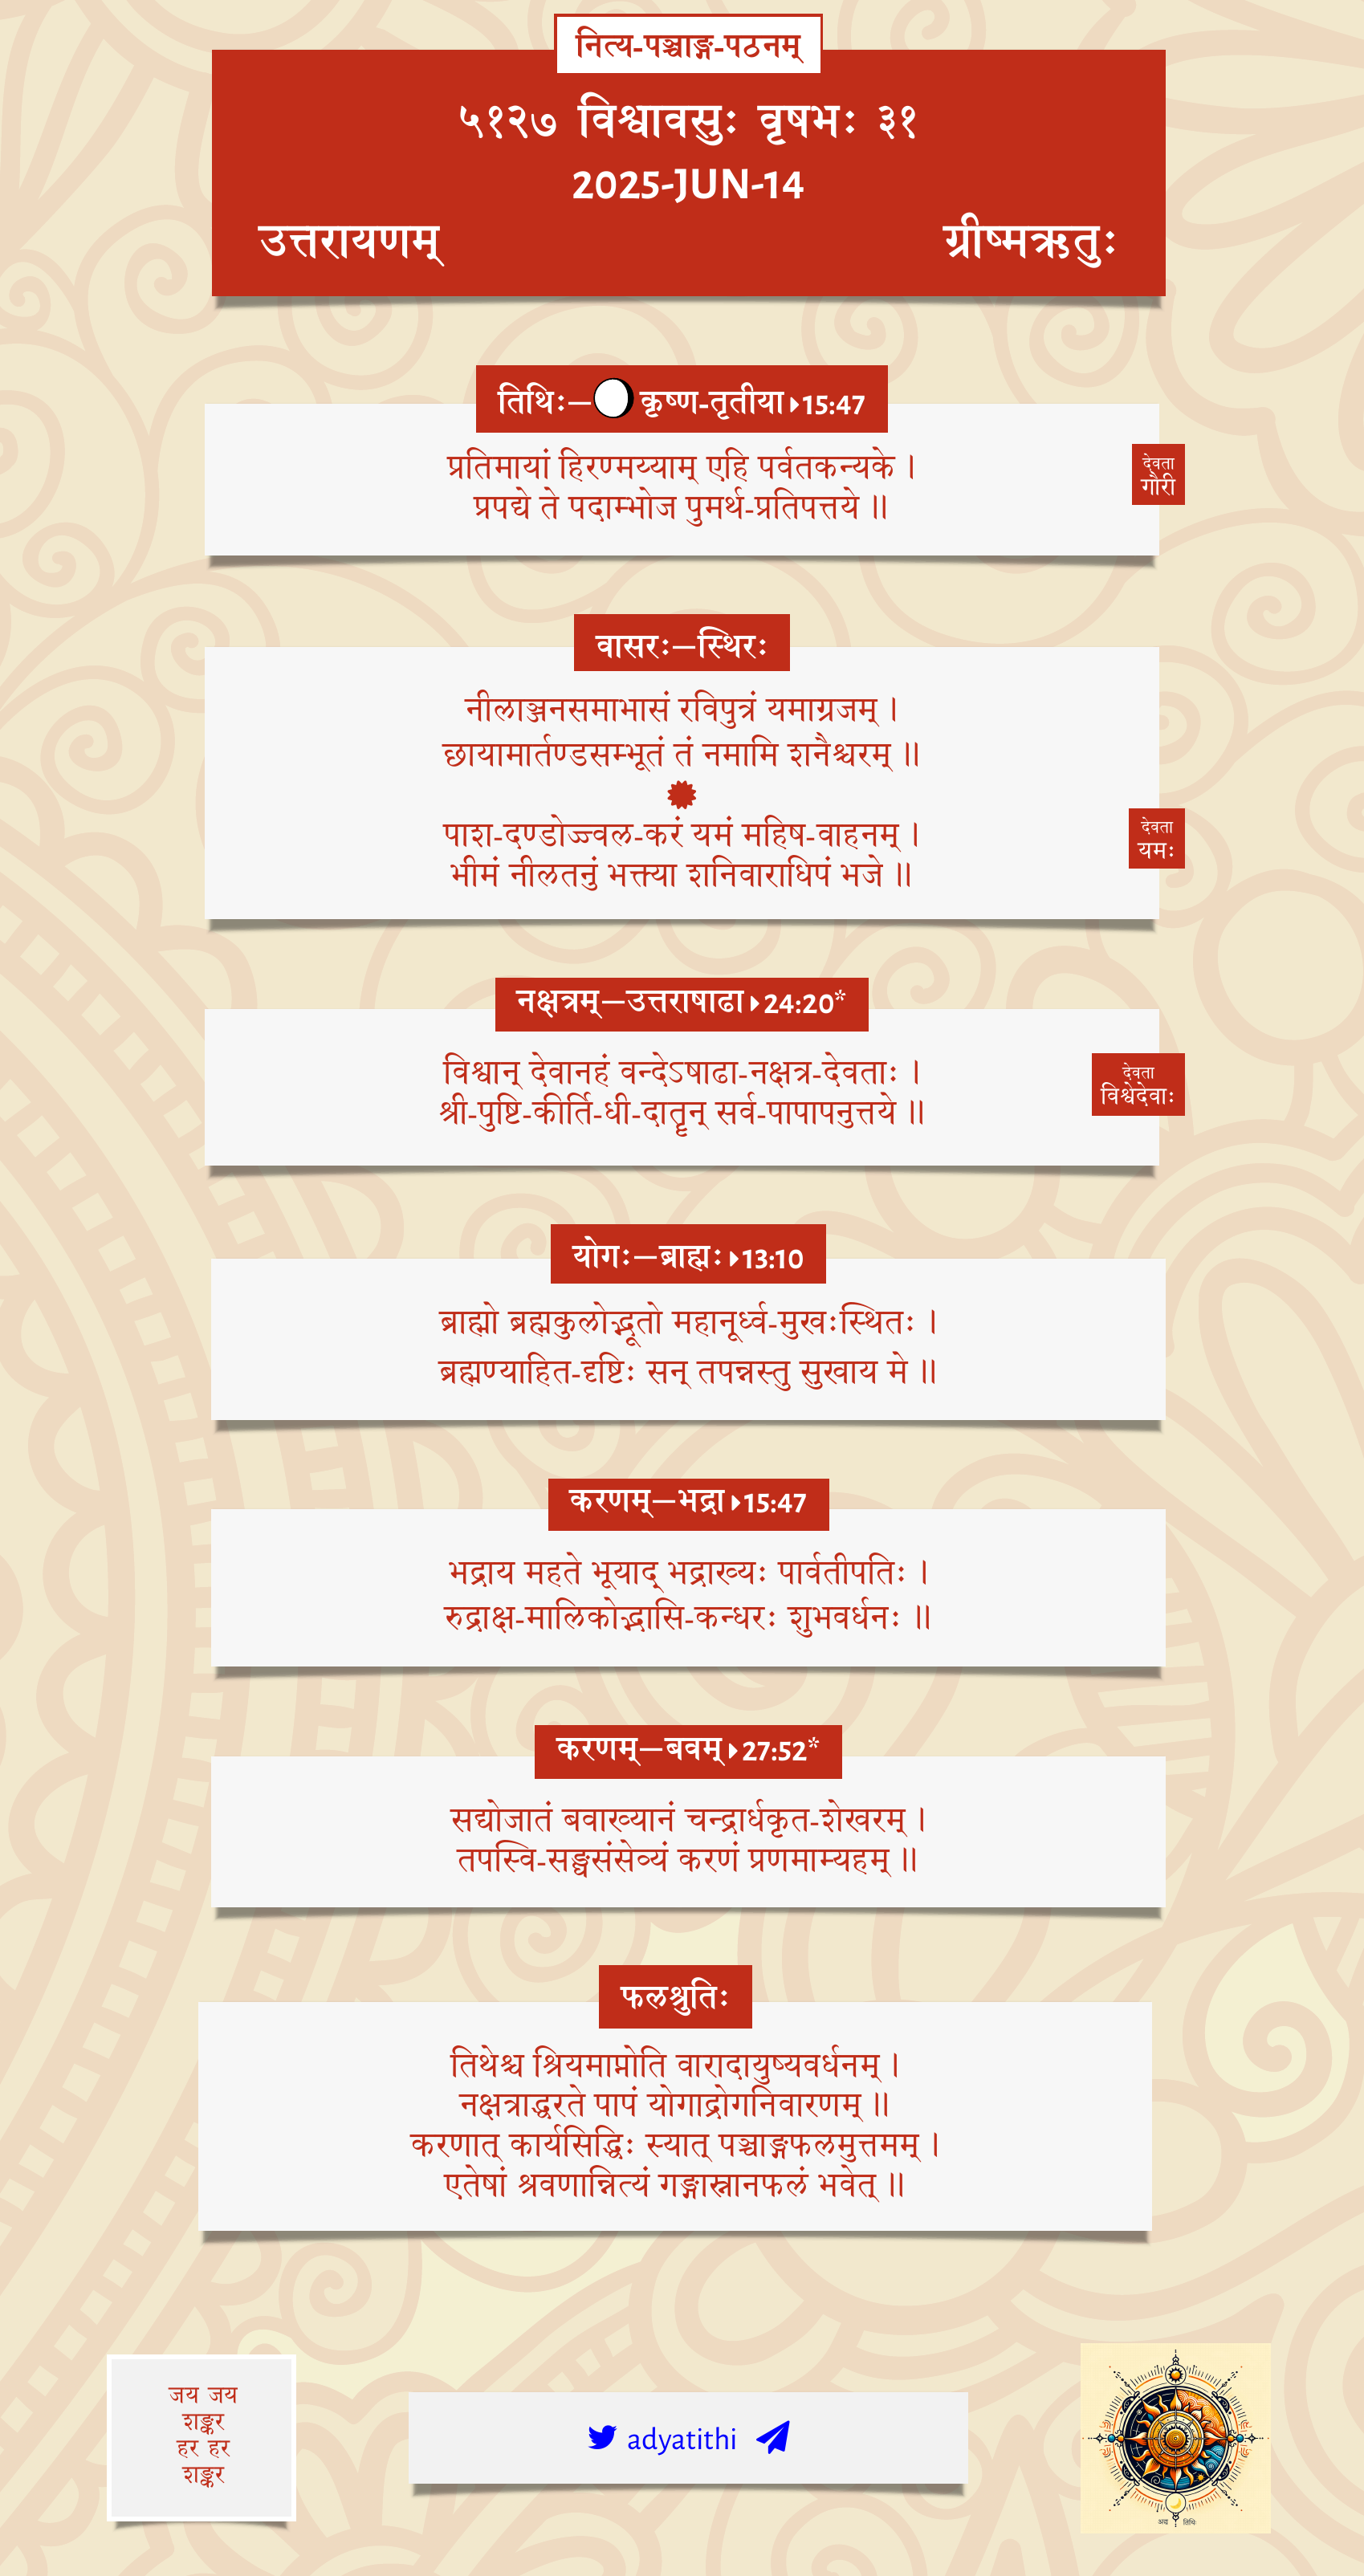 नित्य-पञ्चाङ्ग-पठनम्
५१२७ विश्वावसुः वृषभः ३१
2025-JUN-14
उत्तरायणम् ग्रीष्मऋतुः
तिथिः—कृष्ण-तृतीया 15:47
प्रतिमायां हिरण्मय्याम् एहि पर्वतकन्यके ।
प्रपद्ये ते पदाम्भोज पुमर्थ-प्रतिपत्तये ॥
देवता
गौरी
वासरः—स्थिरः
नीलाञ्जनसमाभासं रविपुत्रं यमाग्रजम् ।
छायामार्तण्डसम्भूतं तं नमामि शनैश्चरम् ॥
पाश-दण्डोज्ज्वल-करं यमं महिष-वाहनम् ।
भीमं नीलतनुं भक्त्या शनिवाराधिपं भजे ॥
देवता
यमः
नक्षत्रम्—उत्तराषाढा 24:20*
विश्वान् देवानहं वन्देऽषाढा-नक्षत्र-देवताः ।
श्री-पुष्टि-कीर्ति-धी-दातॄन् सर्व-पापापनुत्तये ॥
देवता
विश्वेदेवाः
योगः—ब्राह्मः 13:10
ब्राह्मो ब्रह्मकुलोद्भूतो महानूर्ध्व-मुखःस्थितः ।
ब्रह्मण्याहित-दृष्टिः सन् तपन्नस्तु सुखाय मे ॥
करणम्—भद्रा 15:47
भद्राय महते भूयाद् भद्राख्यः पार्वतीपतिः ।
रुद्राक्ष-मालिकोद्भासि-कन्धरः शुभवर्धनः ॥
करणम्—बवम् 27:52*
सद्योजातं बवाख्यानं चन्द्रार्धकृत-शेखरम् ।
तपस्वि-सङ्घसंसेव्यं करणं प्रणमाम्यहम् ॥
फलश्रुतिः
तिथेश्च श्रियमाप्नोति वारादायुष्यवर्धनम् ।
नक्षत्राद्धरते पापं योगाद्रोगनिवारणम् ॥
करणात् कार्यसिद्धिः स्यात् पञ्चाङ्गफलमुत्तमम् ।
एतेषां श्रवणान्नित्यं गङ्गास्नानफलं भवेत् ॥
जय जय
शङ्कर
हर हर
शङ्कर
adyatithi
अद्य तिथिः